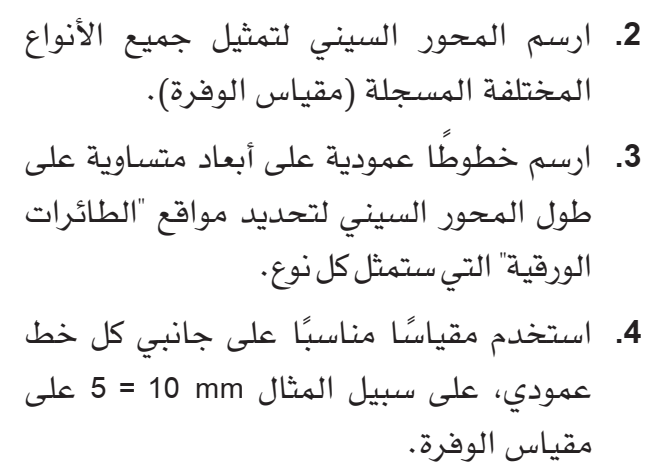 2. ارسم المحور السيني لتمثيل جميع الأنواع
المختلفة المسجلة (مقياس الوفرة).
3. ارسم خطوطًا عمودية على أبعاد متساوية على
طول المحور السيني لتحديد مواقع "الطائرات
الورقية" التي ستمثل كل نوع.
4. استخدم مقياسًا مناسبًا على جانبي كل خط
عمودي، على سبيل المثال 5 = 10 mm على
مقياس الوفرة.